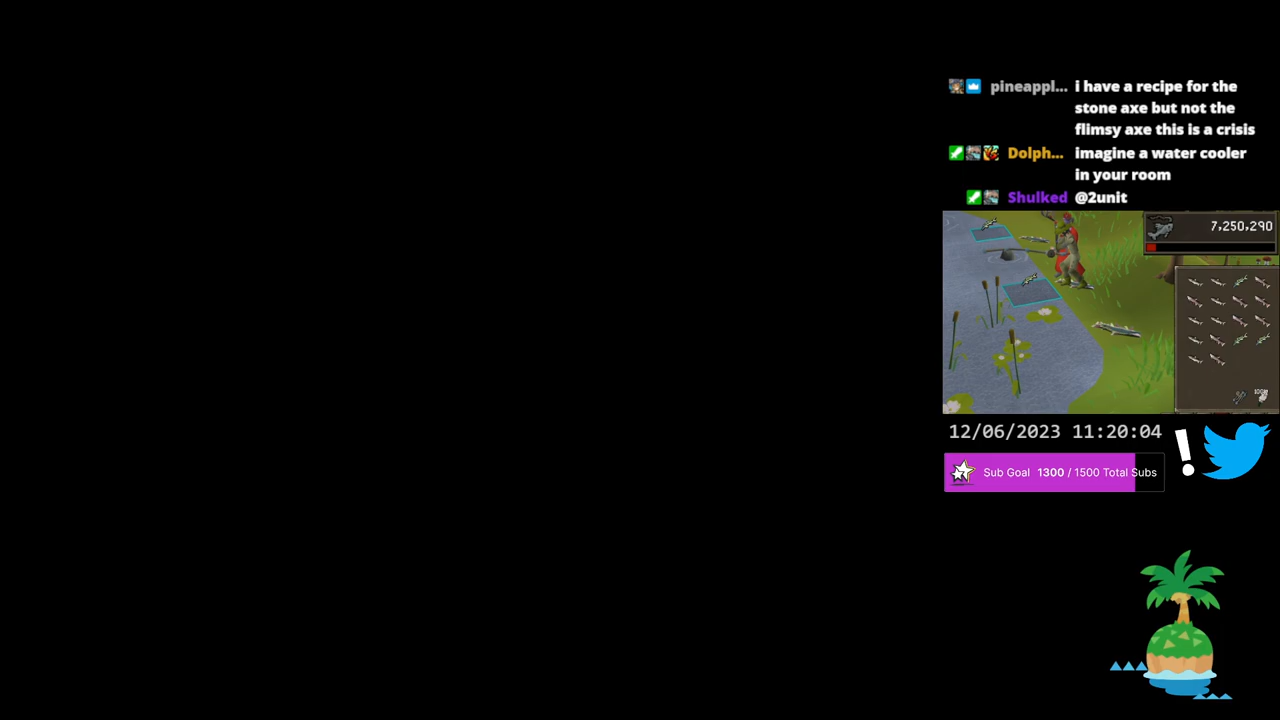 pineappl... i have a recipe for the
stone axe but not the
flimsy axe this is a crisis
Dolph... imagine a water cooler
in your room
Shulked @2unit
7,250,290
12/06/2023 11:20:04
!
Sub Goal 1300 / 1500 Total Subs